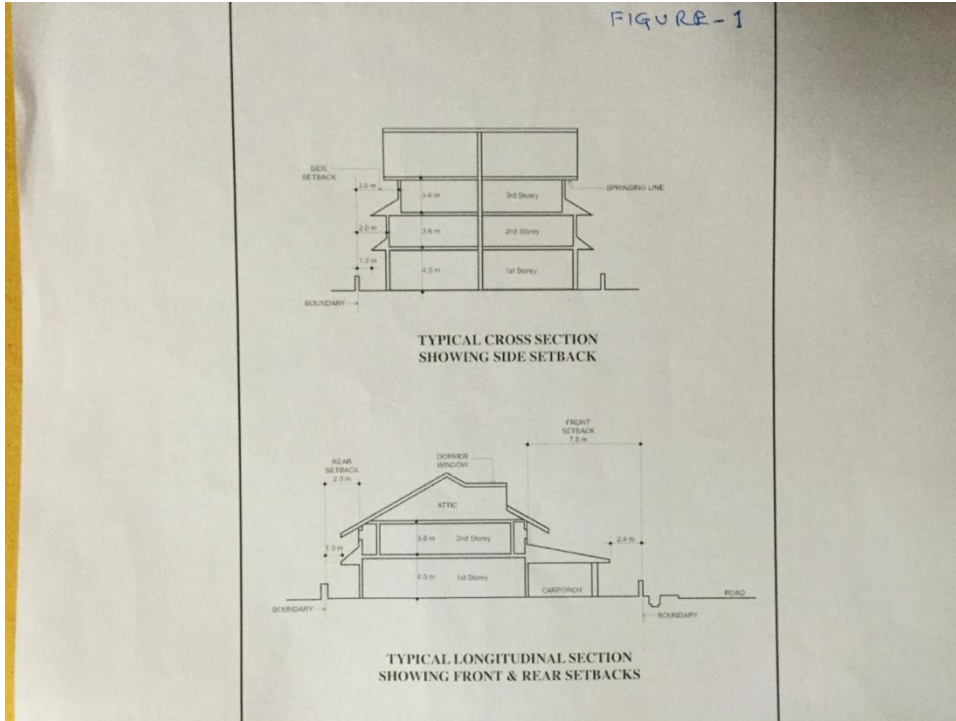 FIGURE-1
SIDE
SETBACK
3.0 m
3.6 m
3rd Storey
SPRINGING LINE
2.0 m
3.6 m
2nd Storey
1.0 m
4.5 m
1st Storey
BOUNDARY
TYPICAL CROSS SECTION
SHOWING SIDE SETBACK
FRONT
SETBACK
7.5 m
REAR
SETBACK
2.0 m
DORMER
WINDOW
ATTIC
3.6 m
2nd Storey
2.4 m
1.0 m
4.5 m
1st Storey
CARPORCH
ROAD
BOUNDARY
BOUNDARY
TYPICAL LONGITUDINAL SECTION
SHOWING FRONT & REAR SETBACKS